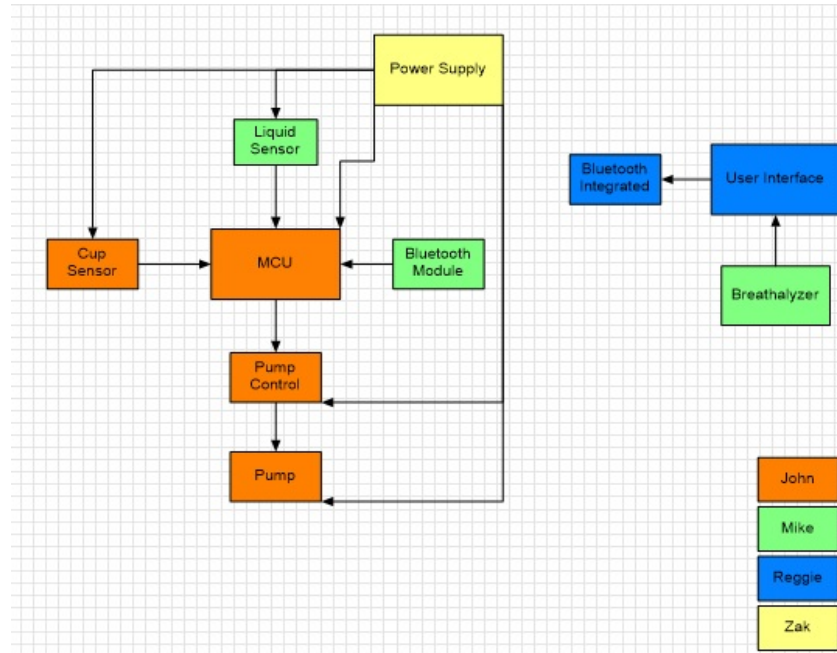 Power Supply
Liquid
Sensor
Bluetooth
Integrated
User Interface
Cup
Sensor
MCU
Bluetooth
Module
Breathalyzer
Pump
Control
Pump
John
Mike
Reggie
Zak